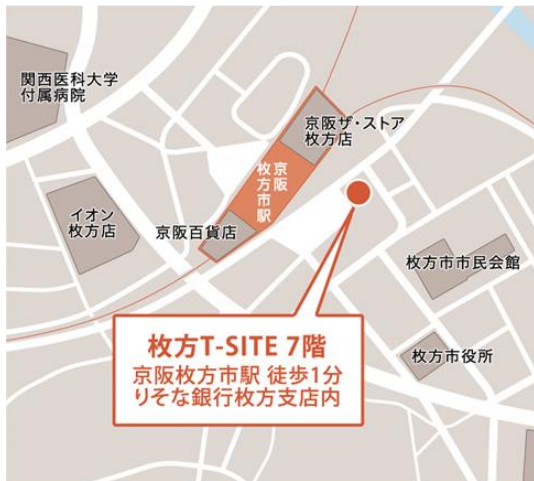 関西医科大学
付属病院
京阪ザ・ストア
枚方店
京阪
枚方市駅
イオン
枚方店
京阪百貨店
枚方市市民会館
枚方市役所
枚方T-SITE 7階
京阪枚方市駅 徒歩1分
りそな銀行枚方支店内